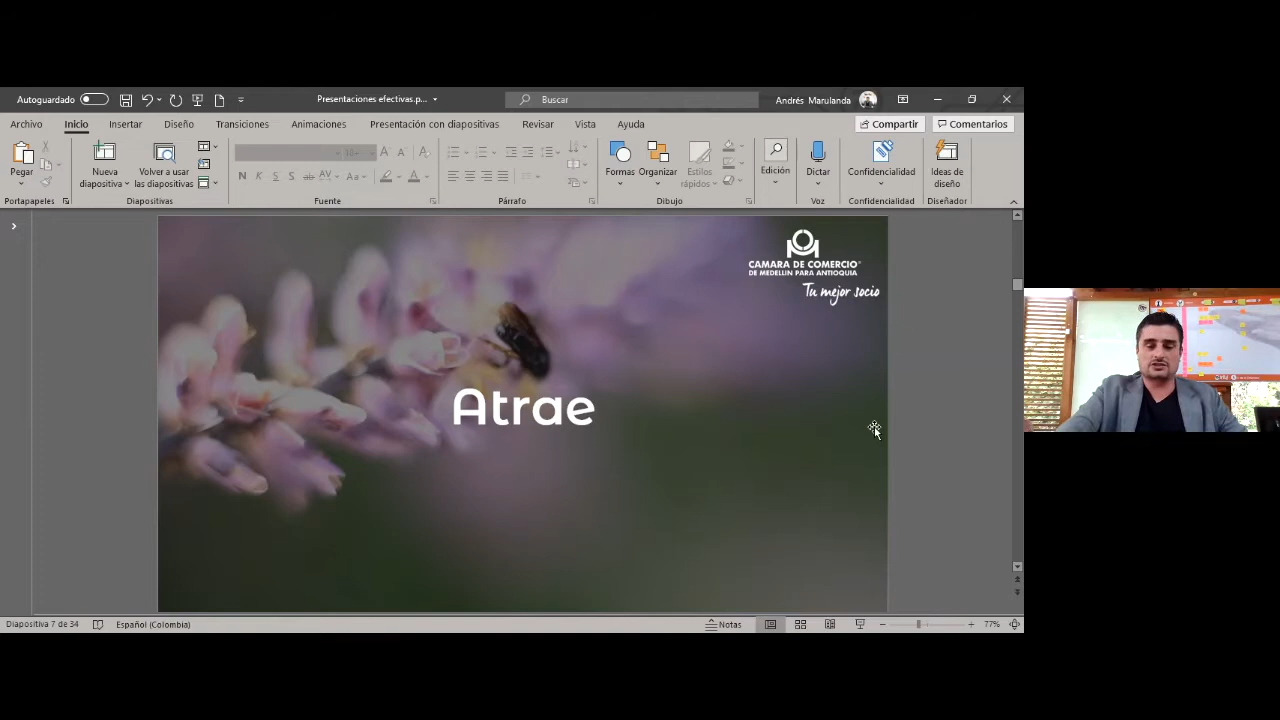 Autoguardado
Presentaciones efectivas.p...
Buscar
Andrés Marulanda
Archivo
Inicio
Insertar
Diseño
Transiciones
Animaciones
Presentación con diapositivas
Revisar
Vista
Ayuda
Compartir
Comentarios
Pegar
Nueva
diapositiva
Volver a usar
las diapositivas
N K S S ab AV Aa A
Formas
Organizar
Estilos
rápidos
Edición
Dictar
Confidencialidad
Ideas de
diseño
Portapapeles
Diapositivas
Fuente
Párrafo
Dibujo
Voz
Confidencialidad
Diseñador
CAMARA DE COMERCIO
DE MEDELLIN PARA ANTIOQUIA
Tu mejor socio
Atrae
Diapositiva 7 de 34
Español (Colombia)
Notas
77%